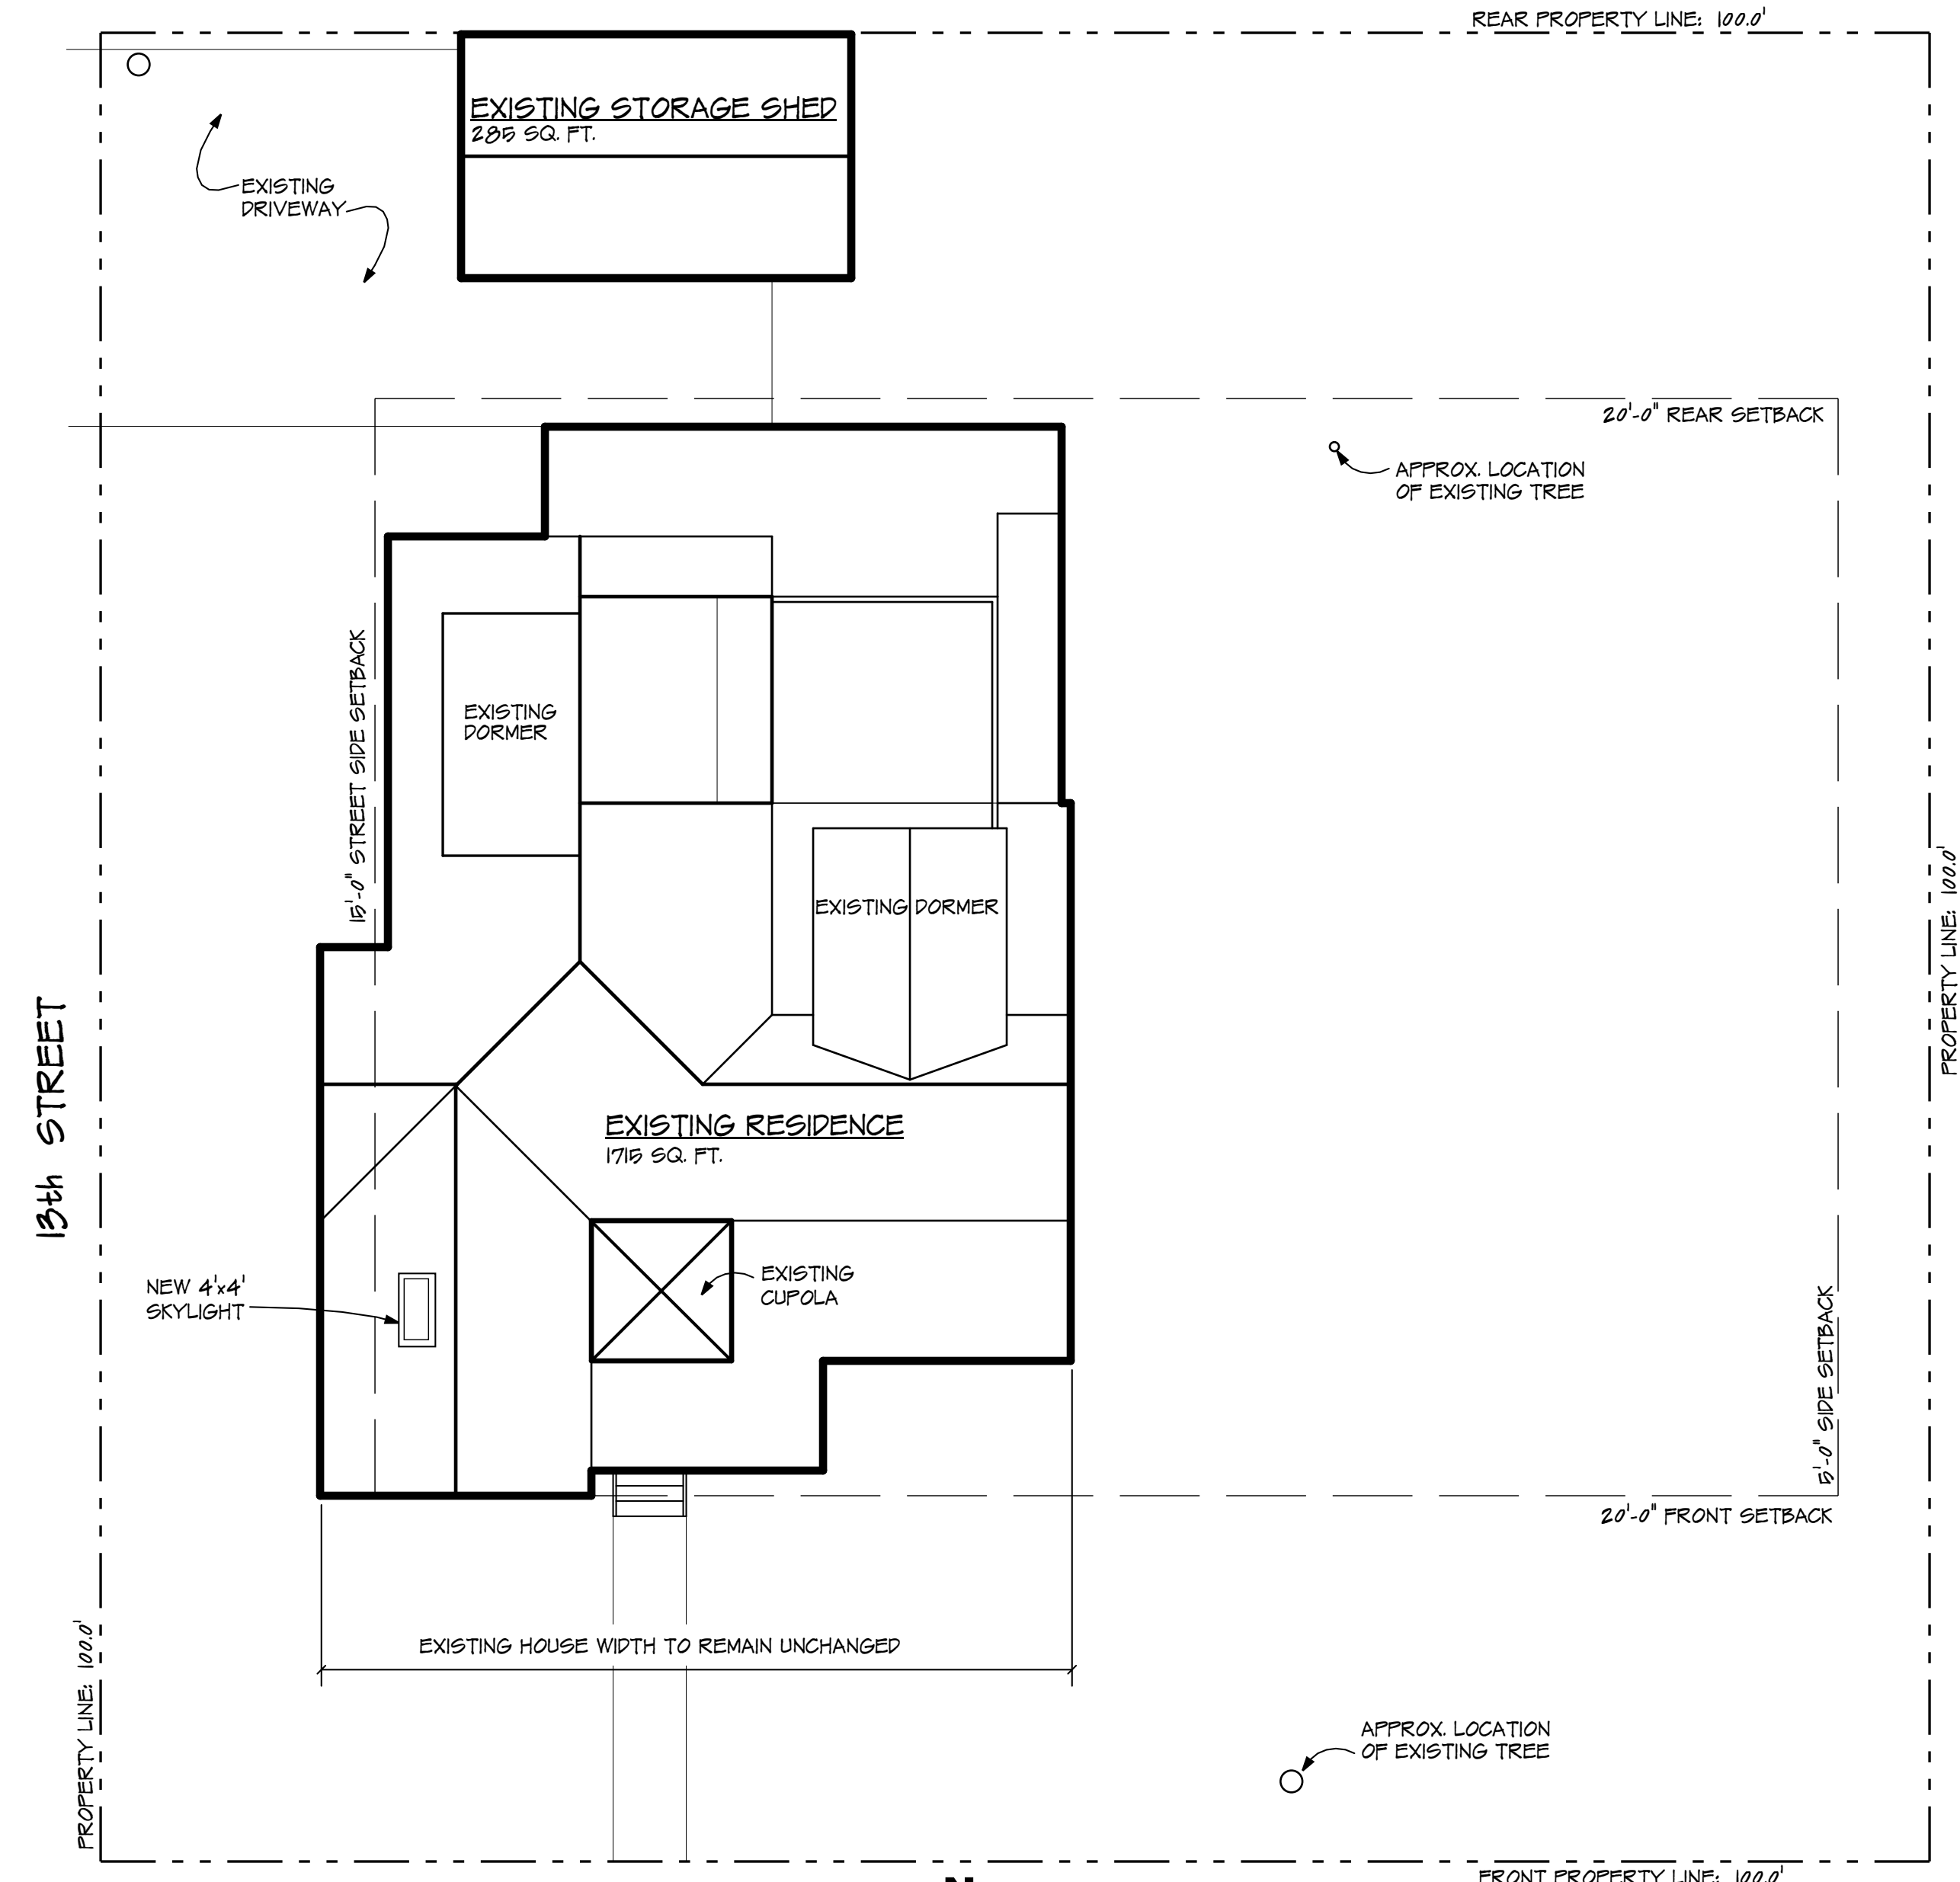 REAR PROPERTY LINE: 100.0'
EXISTING STORAGE SHED
285 SQ. FT.
EXISTING
DRIVEWAY
20'-0" REAR SETBACK
APPROX. LOCATION
OF EXISTING TREE
15'-0" STREET SIDE SETBACK
EXISTING
DORMER
EXISTING DORMER
PROPERTY LINE: 100.0'
13th STREET
EXISTING RESIDENCE
1715 SQ. FT.
NEW 4'x4'
SKYLIGHT
EXISTING
CUPOLA
5'-0" SIDE SETBACK
20'-0" FRONT SETBACK
EXISTING HOUSE WIDTH TO REMAIN UNCHANGED
PROPERTY LINE: 100.0'
APPROX. LOCATION
OF EXISTING TREE
FRONT PROPERTY LINE: 100.0'